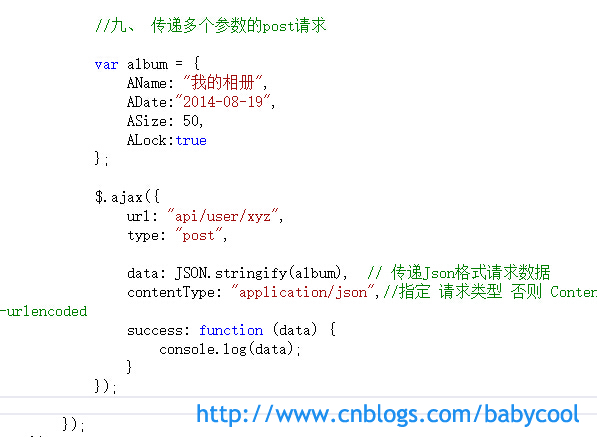 //九、 传递多个参数的post请求
var album = {
AName: "我的相册",
ADate:"2014-08-19",
ASize: 50,
ALock:true
};
$.ajax({
url: "api/user/xyz",
type: "post",
data: JSON.stringify(album), // 传递Json格式请求数据
contentType: "application/json",//指定 请求类型 否则 Conten
-urlencoded
success: function (data) {
console.log(data);
}
});
});
http://www.cnblogs.com/babycool